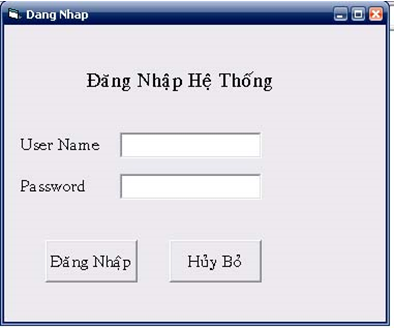 Dang Nhap
Đăng Nhập Hệ Thống
User Name
Password
Đăng Nhập Hủy Bỏ